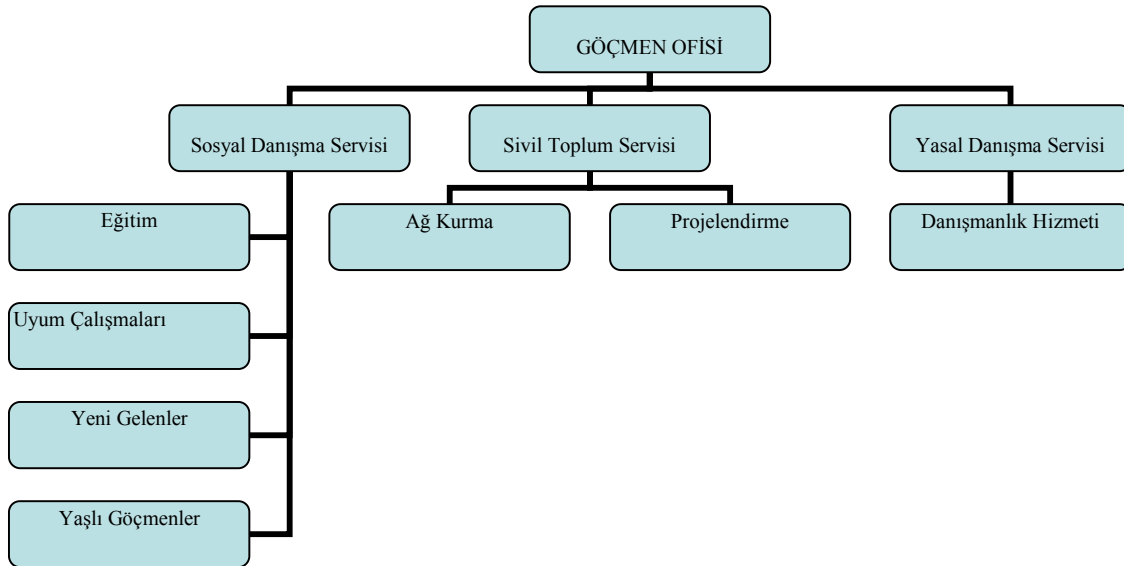 GÖÇMEN OFİSİ
Sosyal Danışma Servisi
Sivil Toplum Servisi
Yasal Danışma Servisi
Eğitim
Ağ Kurma
Projelendirme
Danışmanlık Hizmeti
Uyum Çalışmaları
Yeni Gelenler
Yaşlı Göçmenler